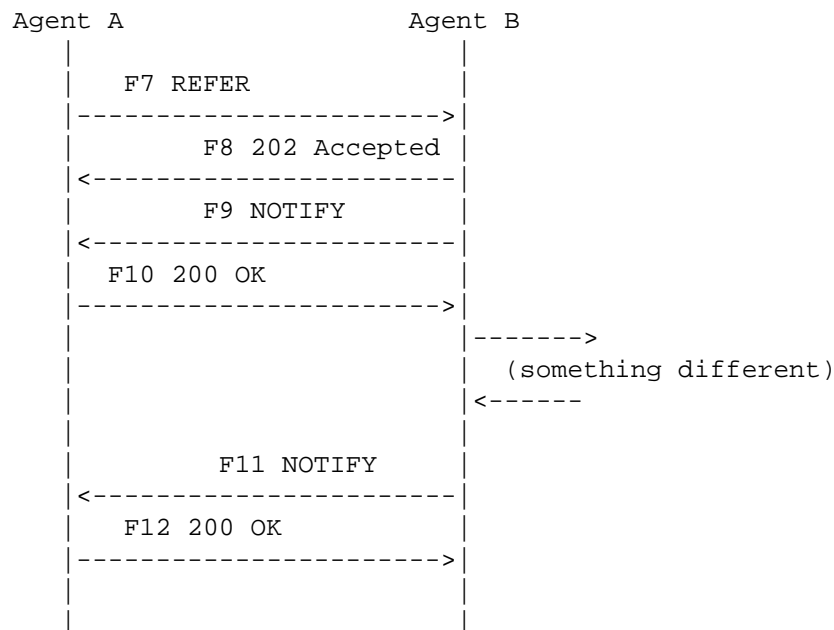 Agent A Agent B
F7 REFER
F8 202 Accepted
F9 NOTIFY
F10 200 OK
(something different)
F11 NOTIFY
F12 200 OK